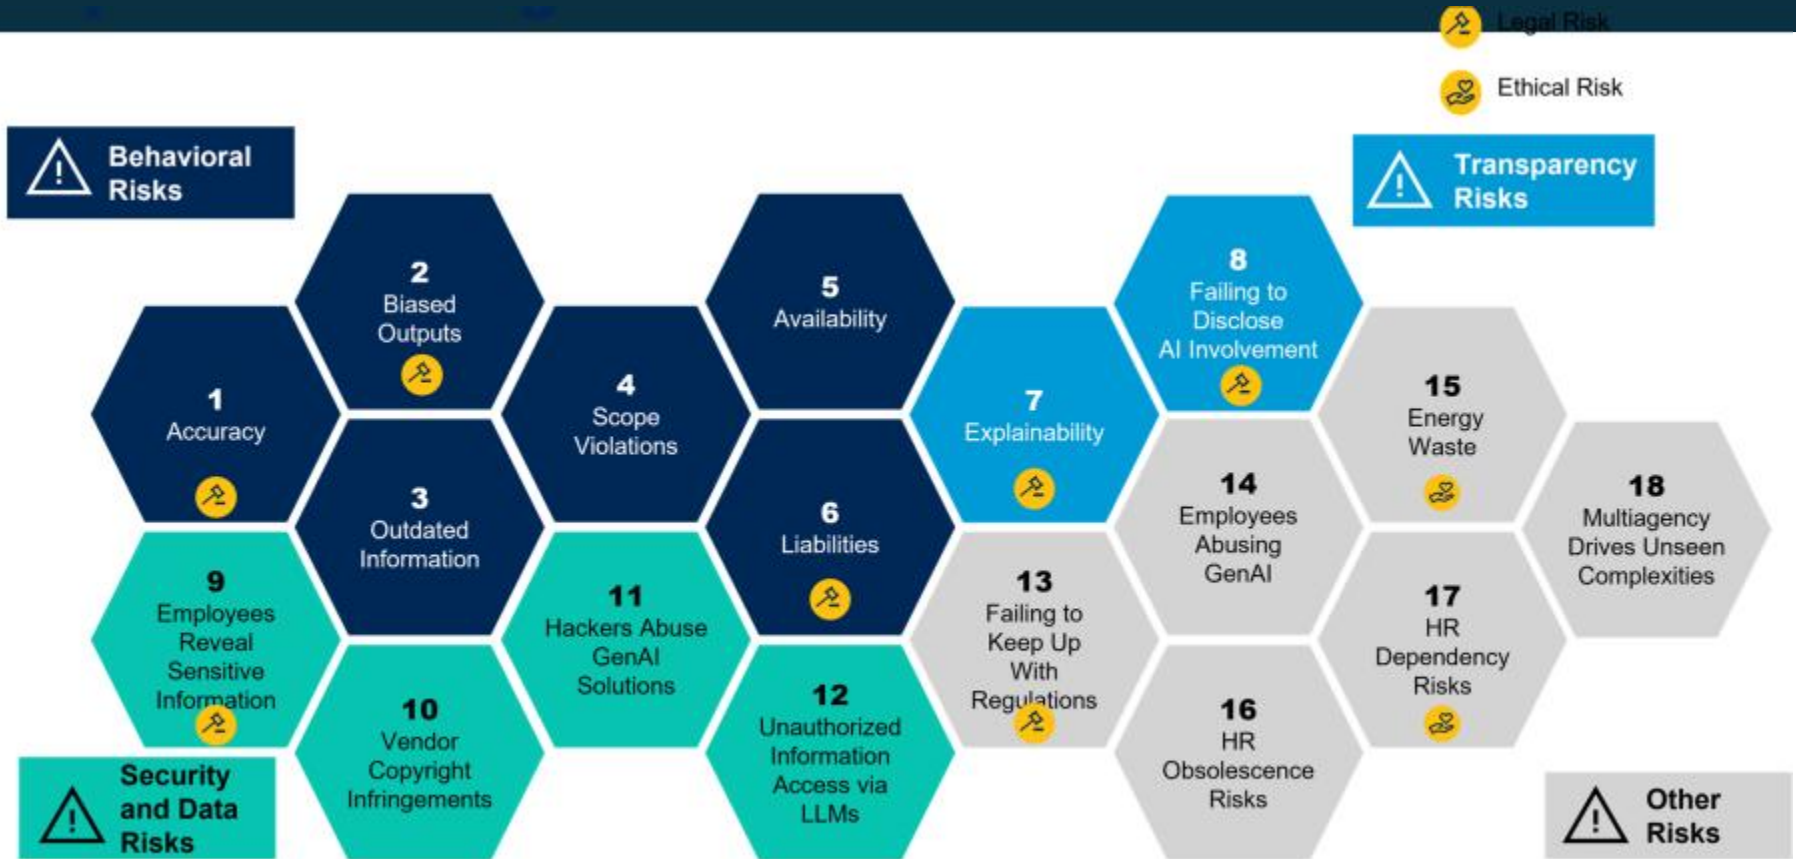 Legal Risk
Ethical Risk
Behavioral
Risks
Transparency
Risks
1
Accuracy
2
Biased
Outputs
3
Outdated
Information
4
Scope
Violations
5
Availability
6
Liabilities
7
Explainability
8
Failing to
Disclose
AI Involvement
9
Employees
Reveal
Sensitive
Information
10
Vendor
Copyright
Infringements
11
Hackers Abuse
GenAI
Solutions
12
Unauthorized
Information
Access via
LLMs
13
Failing to
Keep Up
With
Regulations
14
Employees
Abusing
GenAI
15
Energy
Waste
16
HR
Obsolescence
Risks
17
HR
Dependency
Risks
18
Multiagency
Drives Unseen
Complexities
Security
and Data
Risks
Other
Risks